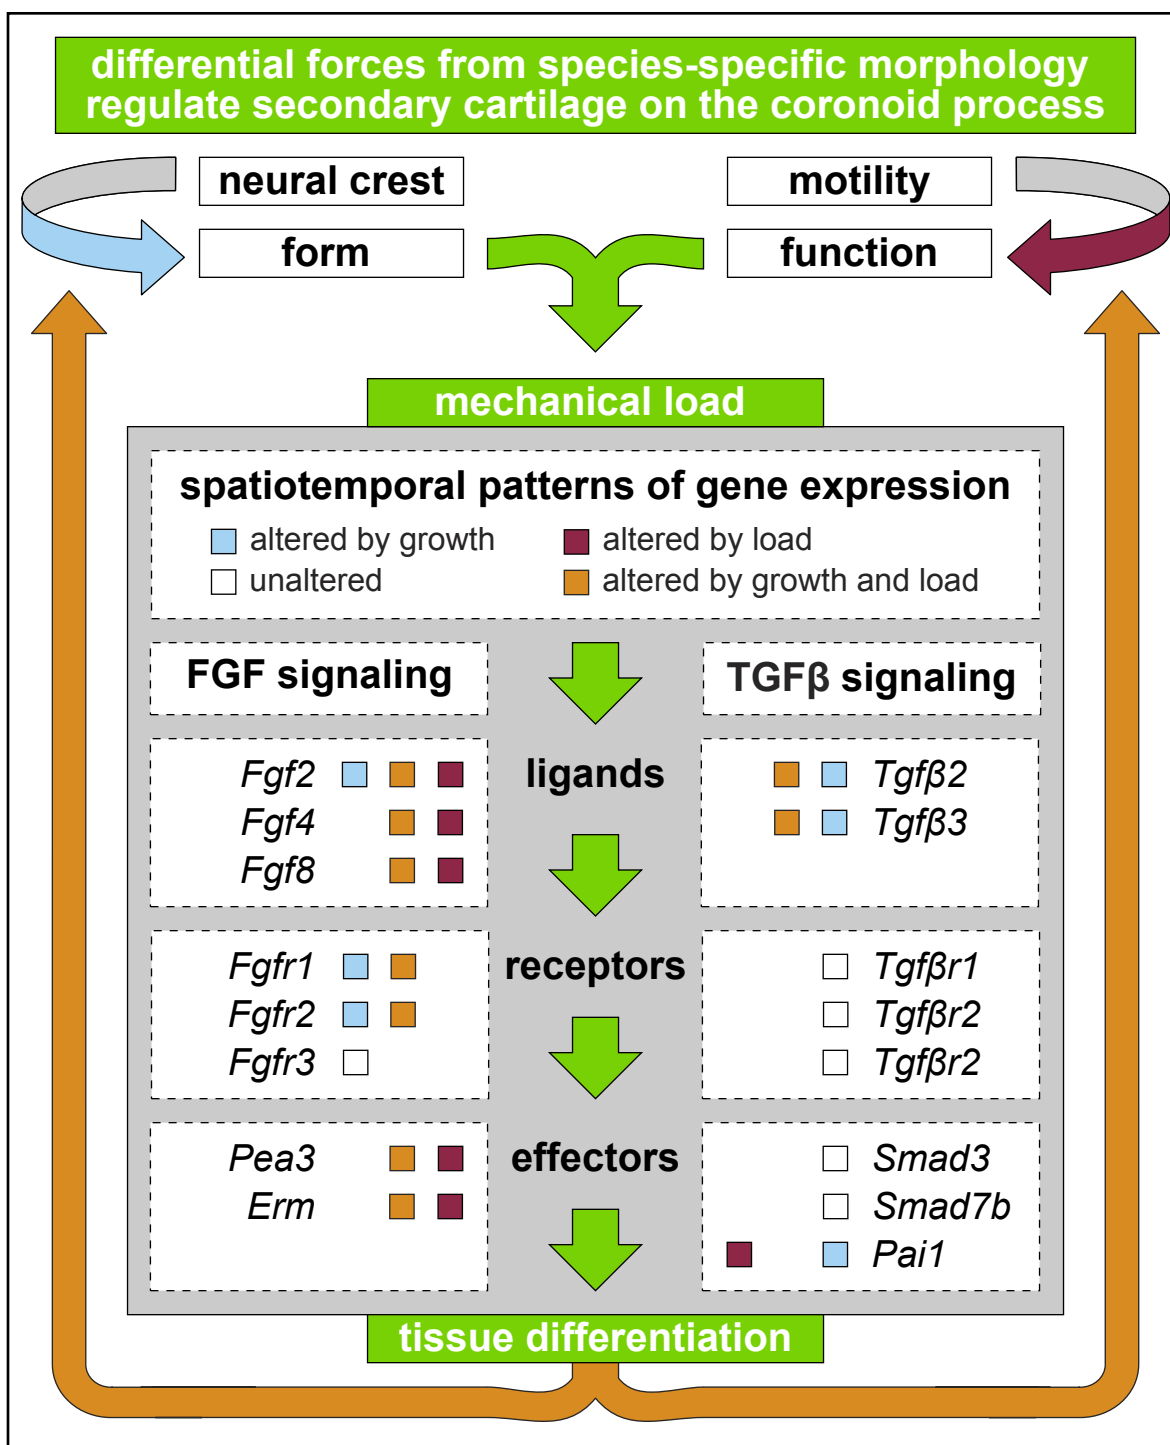 differential forces from species-specific morphology
regulate secondary cartilage on the coronoid process
neural crest
motility
form
function
mechanical load
spatiotemporal patterns of gene expression
altered by growth
altered by load
unaltered
altered by growth and load
FGF signaling
TGFβ signaling
Fgf2
ligands
Tgfβ2
Fgf4
Tgfβ3
Fgf8
Fgfr1
receptors
Tgfβr1
Fgfr2
Tgfβr2
Fgfr3
Tgfβr2
Pea3
effectors
Smad3
Erm
Smad7b
Pai1
tissue differentiation